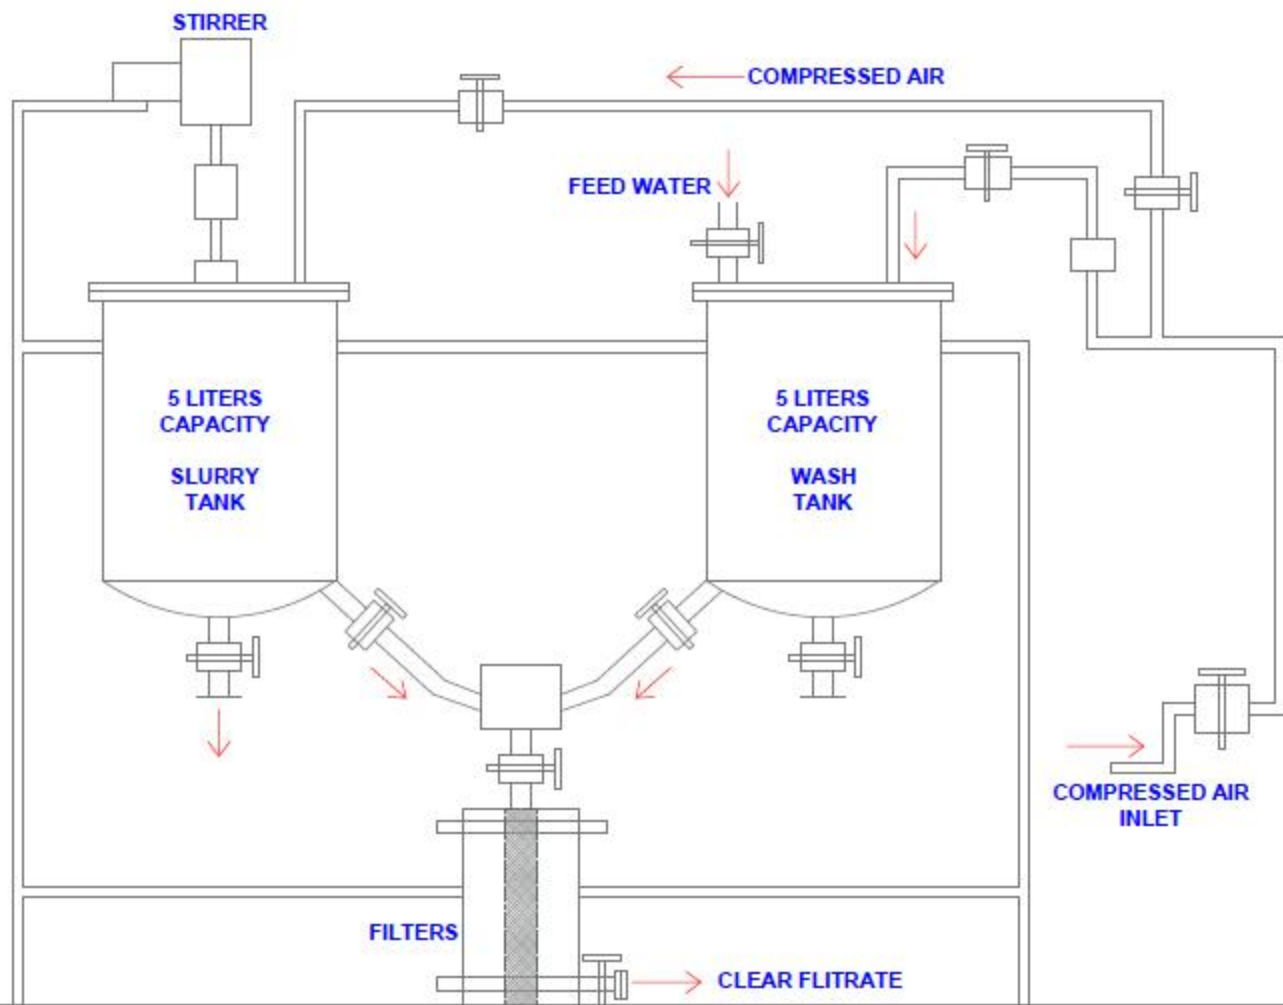 STIRRER
COMPRESSED AIR
FEED WATER
5 LITERS
CAPACITY
SLURRY
TANK
5 LITERS
CAPACITY
WASH
TANK
COMPRESSED AIR
INLET
FILTERS
CLEAR FLITRATE